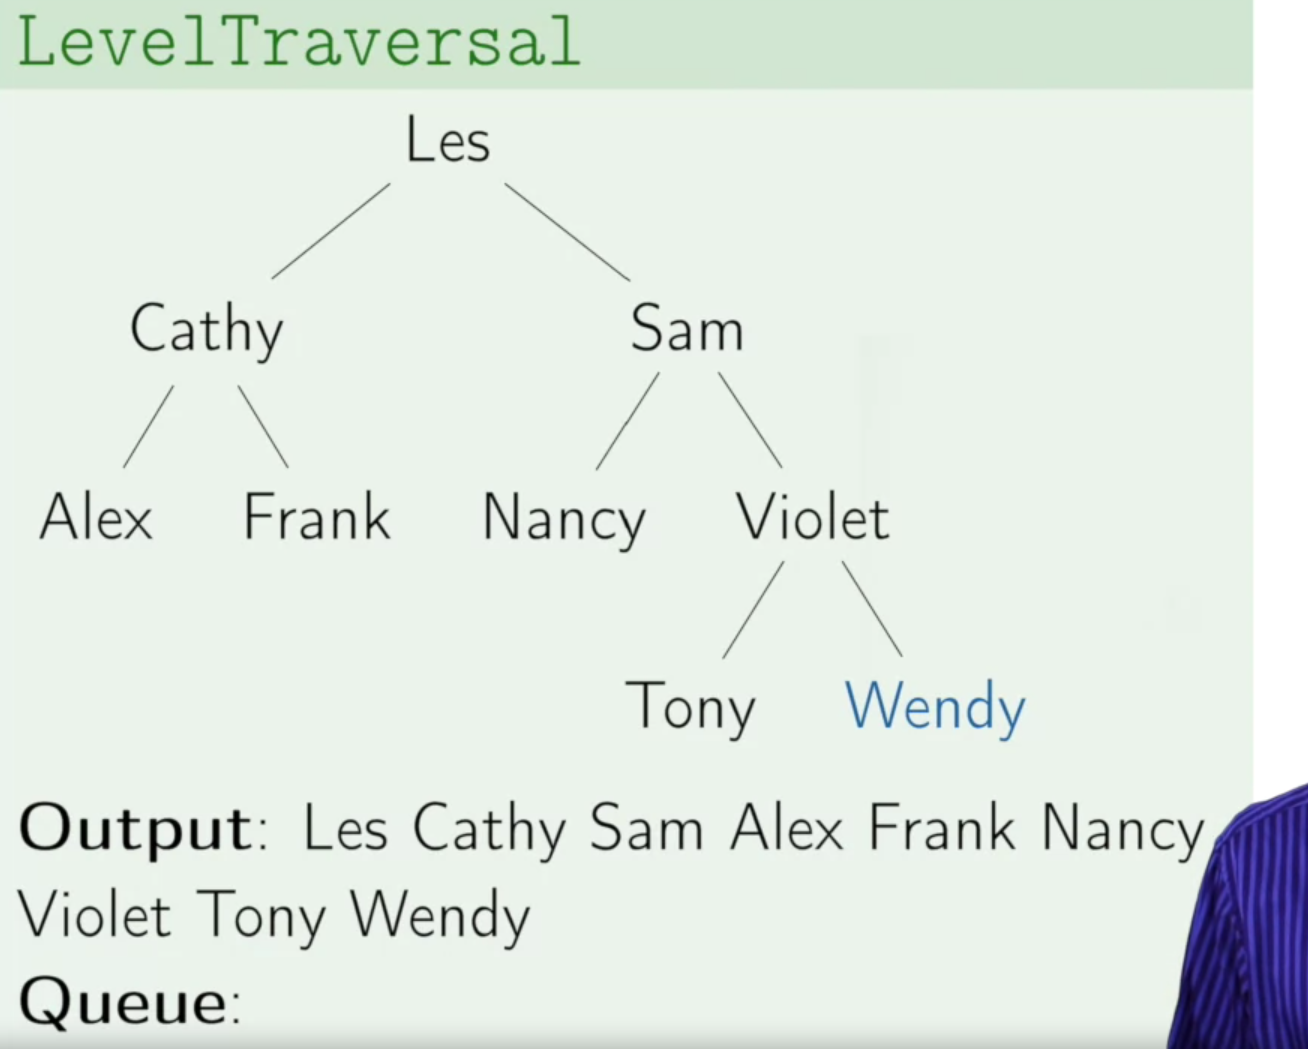 LevelTraversal
Les
Cathy Sam
Alex Frank Nancy Violet
Tony Wendy
Output: Les Cathy Sam Alex Frank Nancy
Violet Tony Wendy
Queue: